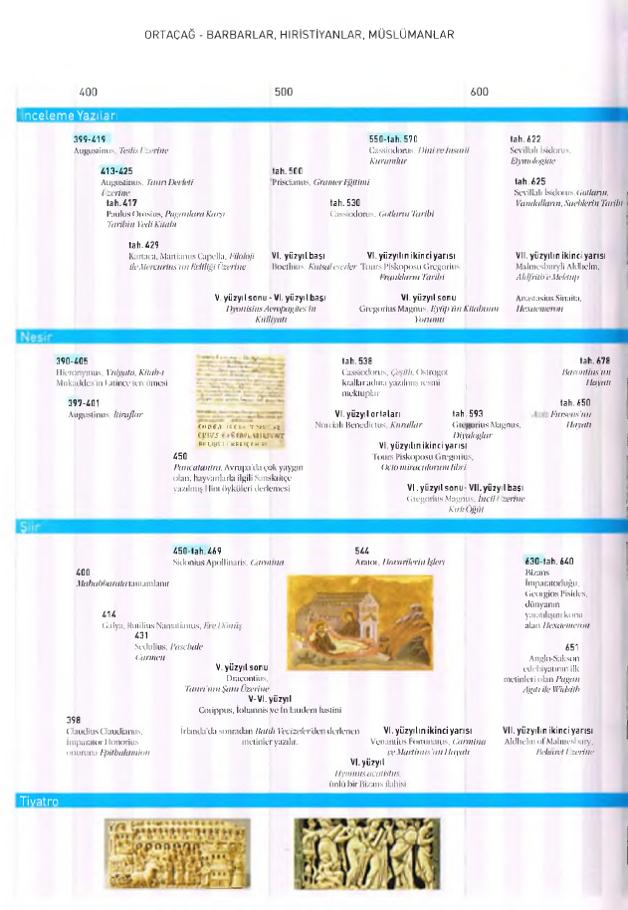 ORTAÇAĞ - BARBARLAR, HIRİSTİYANLAR, MÜSLÜMANLAR
400
500
600
İnceleme Yazıları
399-419
Augustinus, Teslis Üzerine
413-425
Augustinus, Tanrı Devleti
Üzerine
tah. 417
Paulus Orosius, Paganlara Karşı
Tarihin Yedi Kitabı
tah. 429
Kartaca, Martianus Capella, Filoloji
ile Mercurius'un Evliliği Üzerine
tah. 500
Priscianus, Gramer Eğitimi
VI. yüzyıl başı
Boethius, Kutsal eserler
V. yüzyıl sonu - VI. yüzyıl başı
Dyonisius Aeropagites'in
Külliyatı
550-tah. 570
Cassiodorus, Dini ve İnsani
Kurumlar
tah. 530
Cassiodorus, Gotların Tarihi
VI. yüzyılın ikinci yarısı
Tours Piskoposu Gregorius,
Frankların Tarihi
VI. yüzyıl sonu
Gregorius Magnus, Eyüp'ün Kitabının
Yorumu
tah. 622
Sevillalı Isidorus,
Etymologiae
tah. 625
Sevillalı Isidorus, Gotların,
Vandalların, Sueblerin Tarihi
VII. yüzyılın ikinci yarısı
Malmesburyli Aldhelm,
Aldfrith'e Mektup
Anastasius Sinaita,
Hexaemeron
Nesir
390-405
Hieronymus, Vulgata, Kitab-ı
Mukaddes'in Latince tercümesi
397-401
Augustinus, İtiraflar
450
Pancatantra, Avrupa'da çok yaygın
olan, hayvanlarla ilgili Sanskritçe
yazılmış Hint öyküleri derlemesi
tah. 538
Cassiodorus, Çeşitli, Ostrogot
kralları adına yazılmış resmi
mektuplar
VI. yüzyıl ortaları
Norcialı Benedictus, Kurallar
tah. 593
Gregorius Magnus,
Diyaloglar
VI. yüzyılın ikinci yarısı
Tours Piskoposu Gregorius,
Octo miraculorum libri
VI. yüzyıl sonu- VII. yüzyıl başı
Gregorius Magnus, İncil Üzerine
Kırk Öğüt
tah. 678
Bavontius'un
Hayatı
tah. 650
Aziz Furseus'un
Hayatı
Şiir
400
Mahabharata tamamlanır
414
Galya, Rutilius Namatianus, Eve Dönüş
431
Sedulius, Paschale
Carmen
398
Claudius Claudianus,
imparator Honorius
onuruna Epithalamion
450-tah. 469
Sidonius Apollinaris, Carmina
V. yüzyıl sonu
Dracontius,
Tanrı'nın Şanı Üzerine
V-VI. yüzyıl
Corippus, Iohannis ve In laudem Iustini
İrlanda'da sonradan Batılı Vecizeler'iden derlenen
metinler yazılır.
544
Arator, Havarilerin İşleri
VI. yüzyılın ikinci yarısı
Venantius Fortunatus, Carmina
ve Martinus'un Hayatı
VI. yüzyıl
Hymnus acatistus,
ünlü bir Bizans ilahisi
630-tah. 640
Bizans
İmparatorluğu,
Georgios Pisides,
dünyanın
yaratılışını konu
alan Hexaemeron
651
Anglo-Sakson
edebiyatının ilk
metinleri olan Pagan
Ağıtı ile Widsith
VII. yüzyılın ikinci yarısı
Aldhelm of Malmesbury,
Bekâret Üzerine
Tiyatro